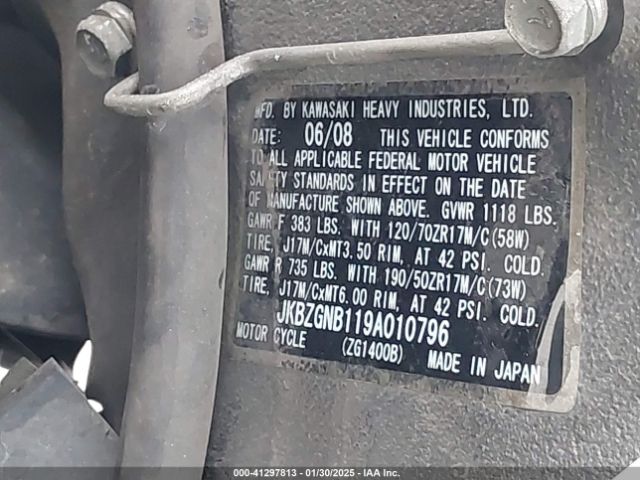 MFD. BY KAWASAKI HEAVY INDUSTRIES, LTD.
DATE: 06/08 THIS VEHICLE CONFORMS
TO ALL APPLICABLE FEDERAL MOTOR VEHICLE
SAFETY STANDARDS IN EFFECT ON THE DATE
OF MANUFACTURE SHOWN ABOVE. GVWR 1118 LBS.
GAWR F 383 LBS. WITH 120/70ZR17M/C(58W)
TIRE, J17M/CxMT3.50 RIM, AT 42 PSI. COLD.
GAWR R 735 LBS. WITH 190/50ZR17M/C(73W)
TIRE, J17M/CxMT6.00 RIM, AT 42 PSI. COLD.
JKBZGNB119A010796
MOTOR CYCLE (ZG1400B) MADE IN JAPAN
000-41297813 - 01/30/2025 - IAA Inc.